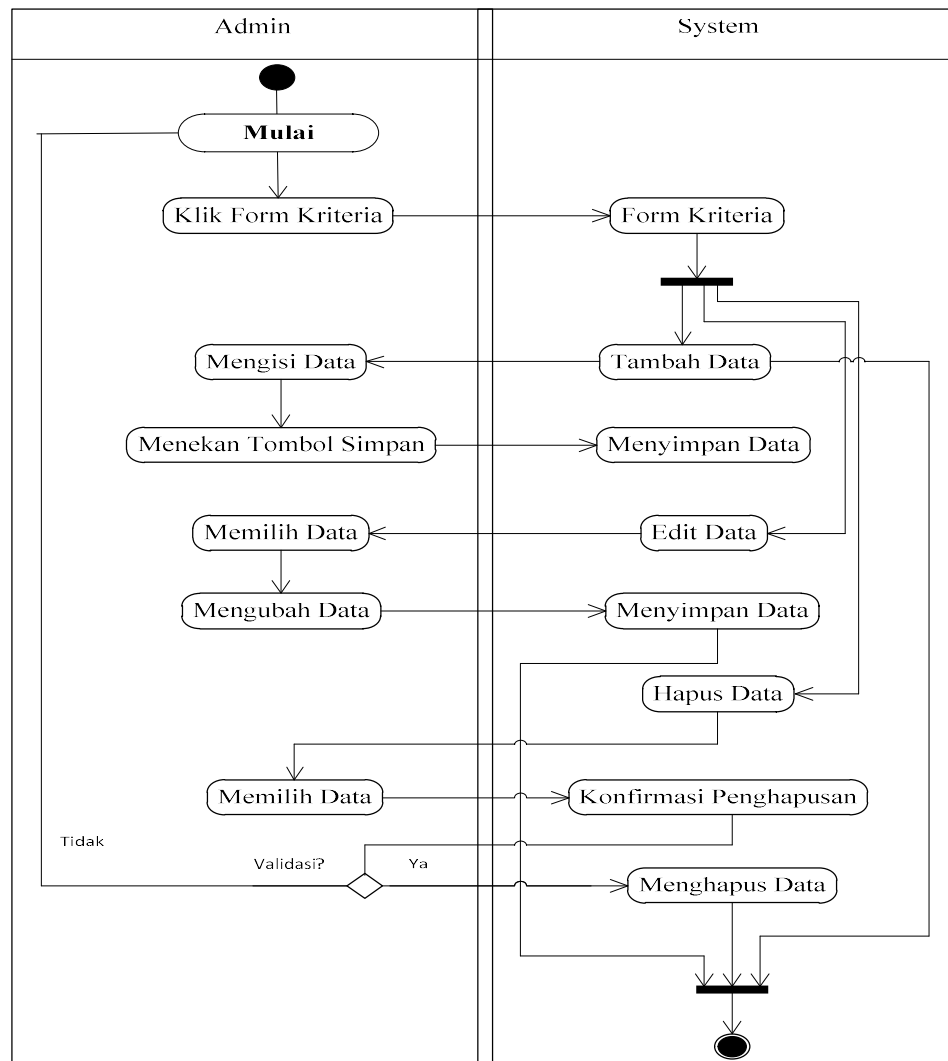 Admin
System
Mulai
Klik Form Kriteria
Form Kriteria
Mengisi Data
Tambah Data
Menekan Tombol Simpan
Menyimpan Data
Memilih Data
Edit Data
Mengubah Data
Menyimpan Data
Hapus Data
Memilih Data
Konfirmasi Penghapusan
Tidak
Validasi?
Ya
Menghapus Data